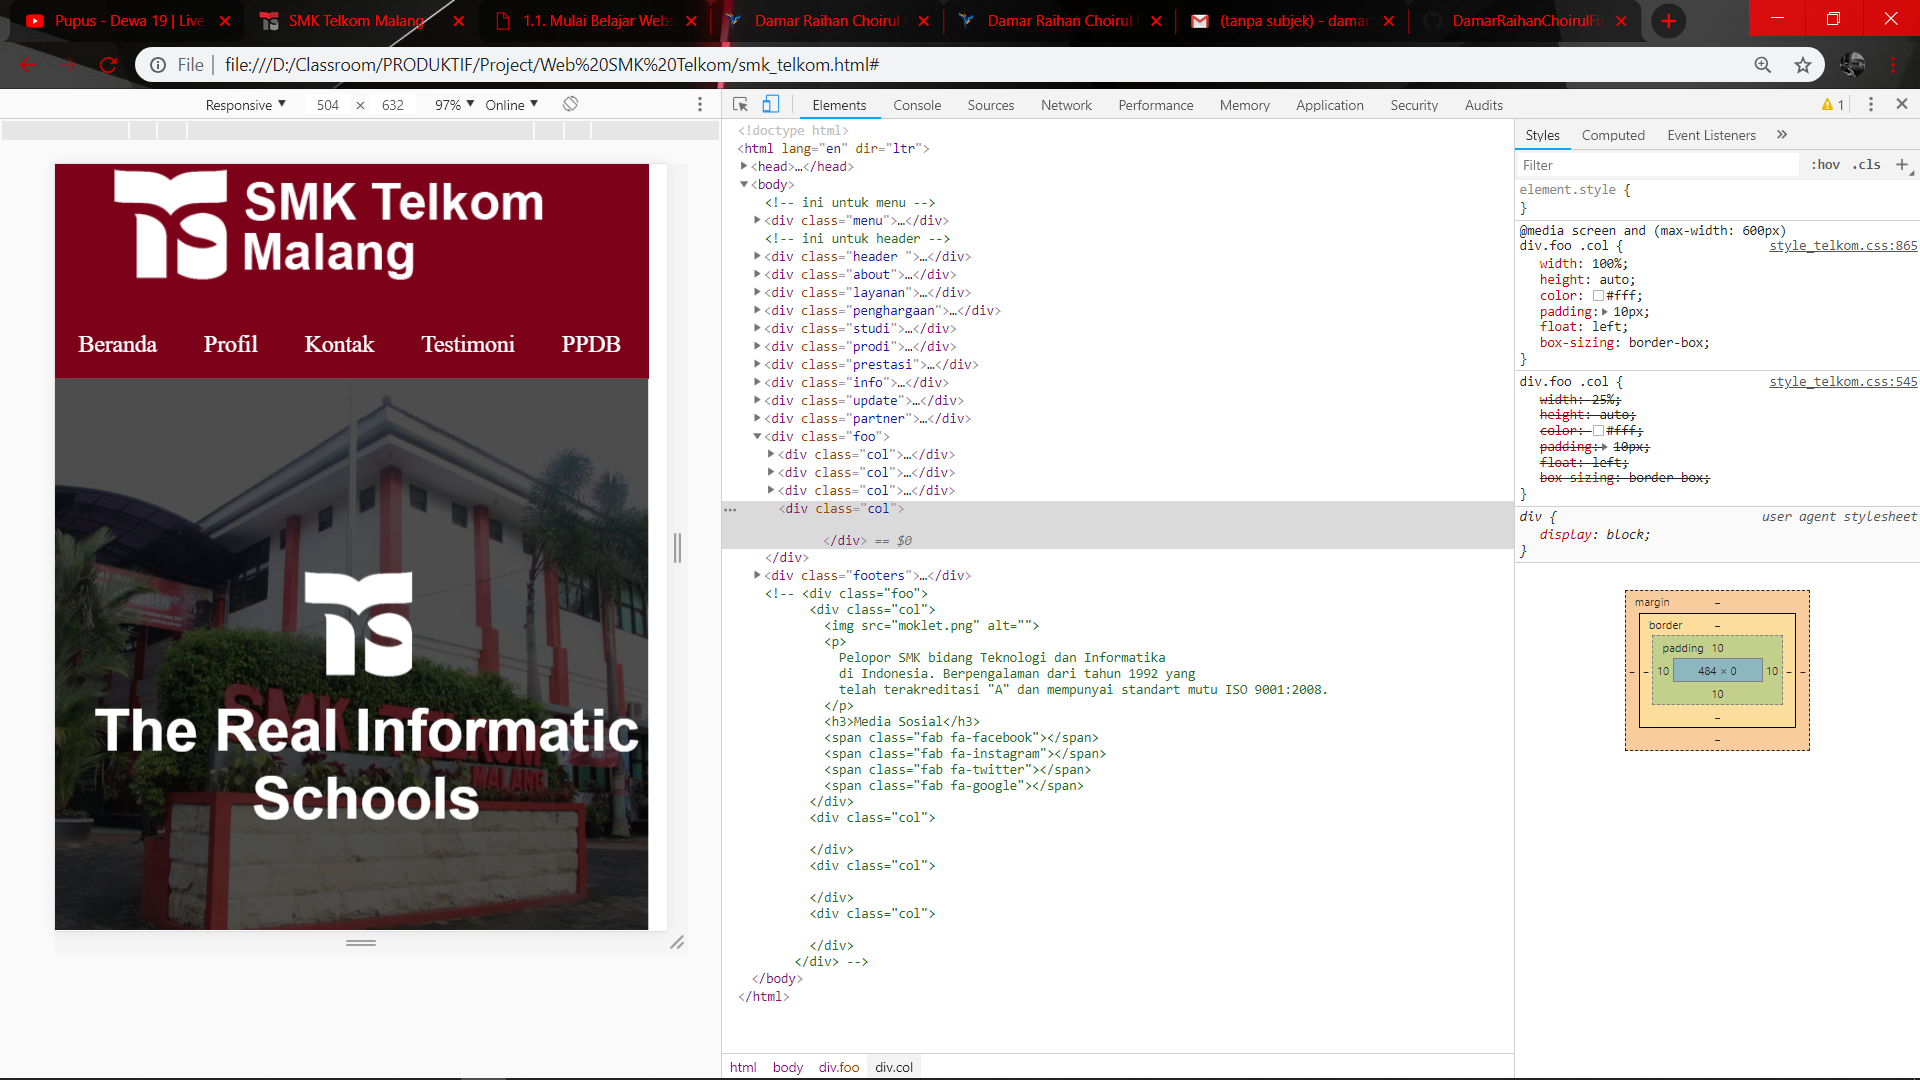 Pupus - Dewa 19 | Live
SMK Telkom Malang
1.1. Mulai Belajar Webs
Damar Raihan Choirul
Damar Raihan Choirul
(tanpa subjek) - damar
DamarRaihanChoirulFi
File
file:///D:/Classroom/PRODUKTIF/Project/Web%20SMK%20Telkom/smk_telkom.html#
Responsive ▼ 504 × 632 97% ▼ Online ▼
Elements Console Sources Network Performance Memory Application Security Audits 1
SMK Telkom
Malang
Beranda Profil Kontak Testimoni PPDB
SMK TELKOM
MALANG
The Real Informatic
Schools
<!doctype html>
<html lang="en" dir="ltr">
<head>…</head>
<body>
<!-- ini untuk menu -->
<div class="menu">…</div>
<!-- ini untuk header -->
<div class="header ">…</div>
<div class="about">…</div>
<div class="layanan">…</div>
<div class="penghargaan">…</div>
<div class="studi">…</div>
<div class="prodi">…</div>
<div class="prestasi">…</div>
<div class="info">…</div>
<div class="update">…</div>
<div class="partner">…</div>
<div class="foo">
<div class="col">…</div>
<div class="col">…</div>
<div class="col">…</div>
<div class="col">
</div> == $0
</div>
<div class="footers">…</div>
<!-- <div class="foo">
<div class="col">
<img src="moklet.png" alt="">
<p>
Pelopor SMK bidang Teknologi dan Informatika
di Indonesia. Berpengalaman dari tahun 1992 yang
telah terakreditasi "A" dan mempunyai standart mutu ISO 9001:2008.
</p>
<h3>Media Sosial</h3>
<span class="fab fa-facebook"></span>
<span class="fab fa-instagram"></span>
<span class="fab fa-twitter"></span>
<span class="fab fa-google"></span>
</div>
<div class="col">
</div>
<div class="col">
</div>
<div class="col">
</div>
</div> -->
</body>
</html>
html body div.foo div.col
Styles Computed Event Listeners »
Filter :hov .cls +
element.style {
}
@media screen and (max-width: 600px)
div.foo .col { style_telkom.css:865
width: 100%;
height: auto;
color: #fff;
padding: 10px;
float: left;
box-sizing: border-box;
}
div.foo .col { style_telkom.css:545
width: 25%;
height: auto;
color: #fff;
padding: 10px;
float: left;
box-sizing: border-box;
}
div { user agent stylesheet
display: block;
}
margin –
border –
padding 10
– – 10 484 × 0 10 – –
10
–
–